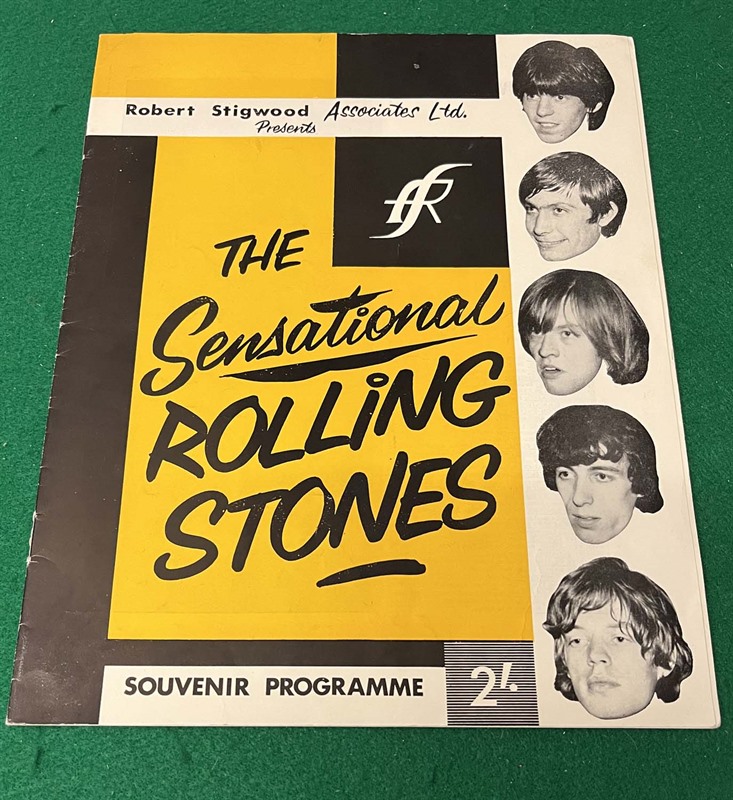 Robert Stigwood Associates Ltd.
Presents
THE
Sensational
ROLLiNG
STONES
SOUVENIR PROGRAMME
2/-